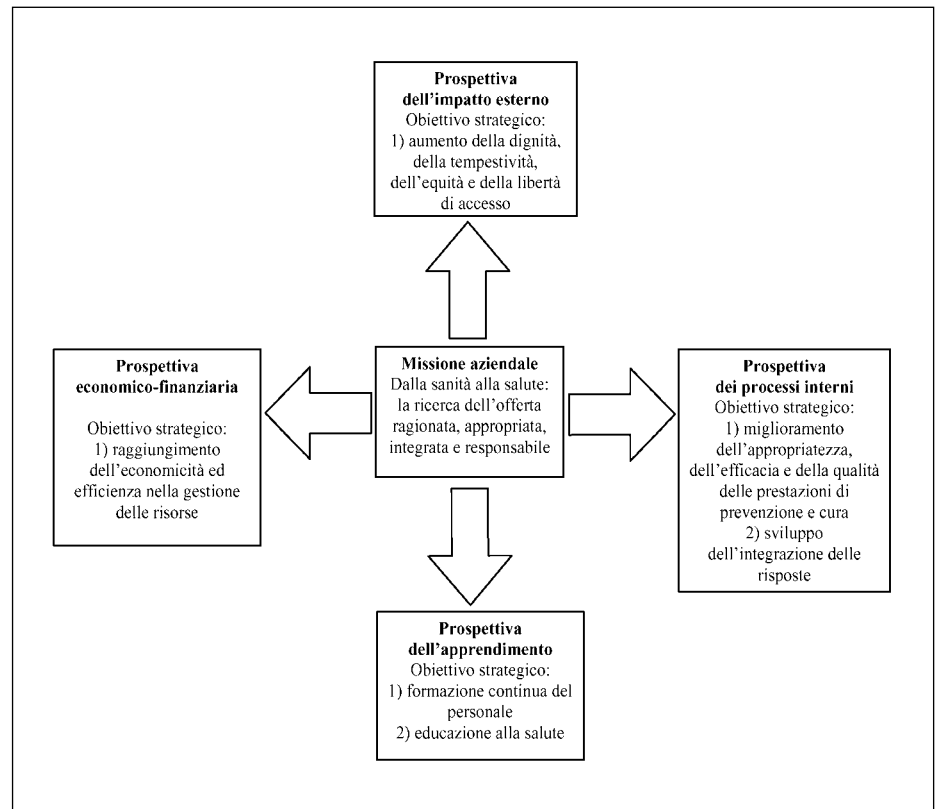 Prospettiva
dell'impatto esterno
Obiettivo strategico:
1) aumento della dignità,
della tempestività,
dell'equità e della libertà
di accesso
Prospettiva
economico-finanziaria
Obiettivo strategico:
1) raggiungimento
dell'economicità ed
efficienza nella gestione
delle risorse
Missione aziendale
Dalla sanità alla salute:
la ricerca dell'offerta
ragionata, appropriata,
integrata e responsabile
Prospettiva
dei processi interni
Obiettivo strategico:
1) miglioramento
dell'appropriatezza,
dell'efficacia e della qualità
delle prestazioni di
prevenzione e cura
2) sviluppo
dell'integrazione delle
risposte
Prospettiva
dell'apprendimento
Obiettivo strategico:
1) formazione continua del
personale
2) educazione alla salute